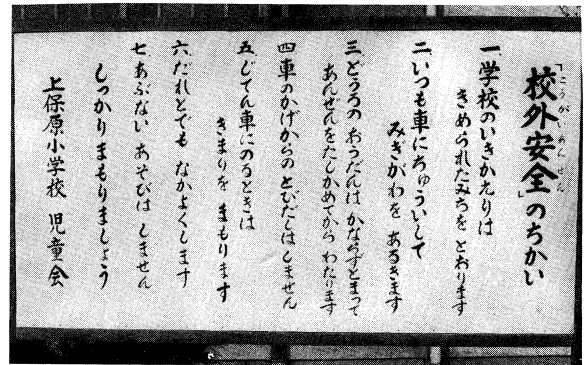 「校外安全」のちかい
こうがいあんぜん
一 学校のいきかえりは
きめられたみちを とおります
二 いつも車にちゅういして
みぎがわを あるきます
三 どうろの おうだんは かならずとまって
あんぜんをたしかめてから わたります
四 車のかげからの とびだしは しません
五 じてん車にのるときは
きまりを まもります
六 だれとでも なかよくします
七 あぶない あそびは しません
しっかりまもりましょう
上保原小学校 児童会